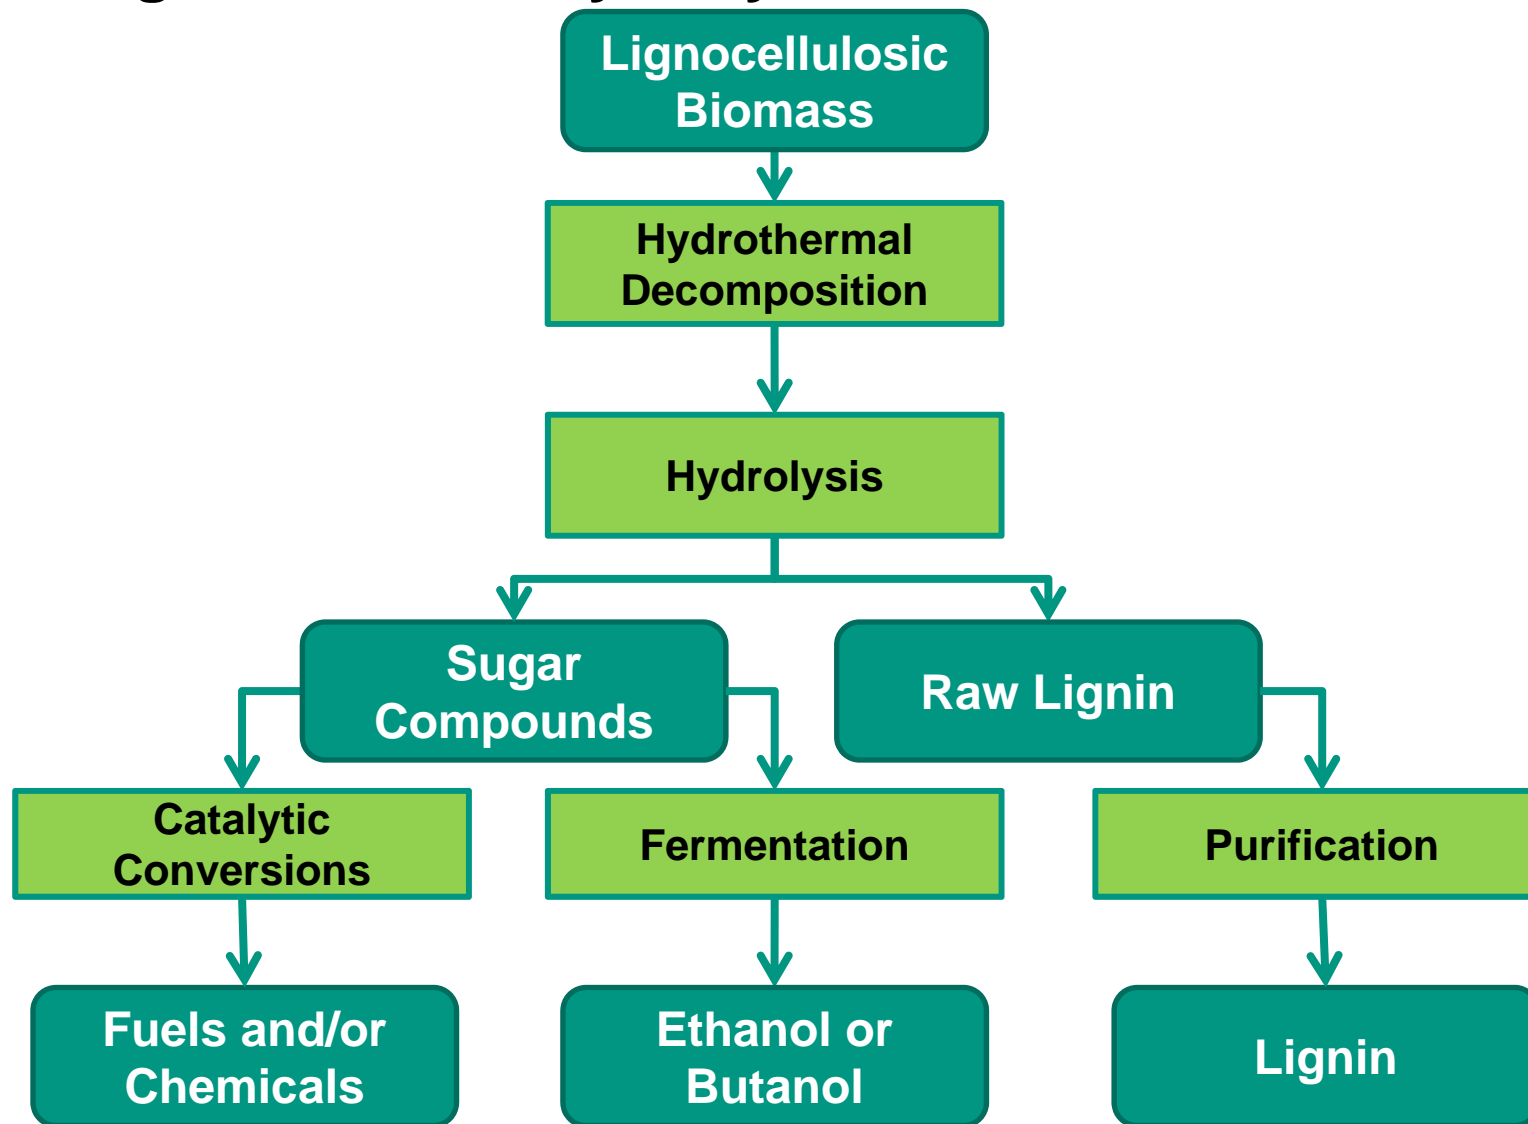 Lignocellulosic
Biomass
Hydrothermal
Decomposition
Hydrolysis
Sugar
Compounds
Raw Lignin
Catalytic
Conversions
Fermentation
Purification
Fuels and/or
Chemicals
Ethanol or
Butanol
Lignin